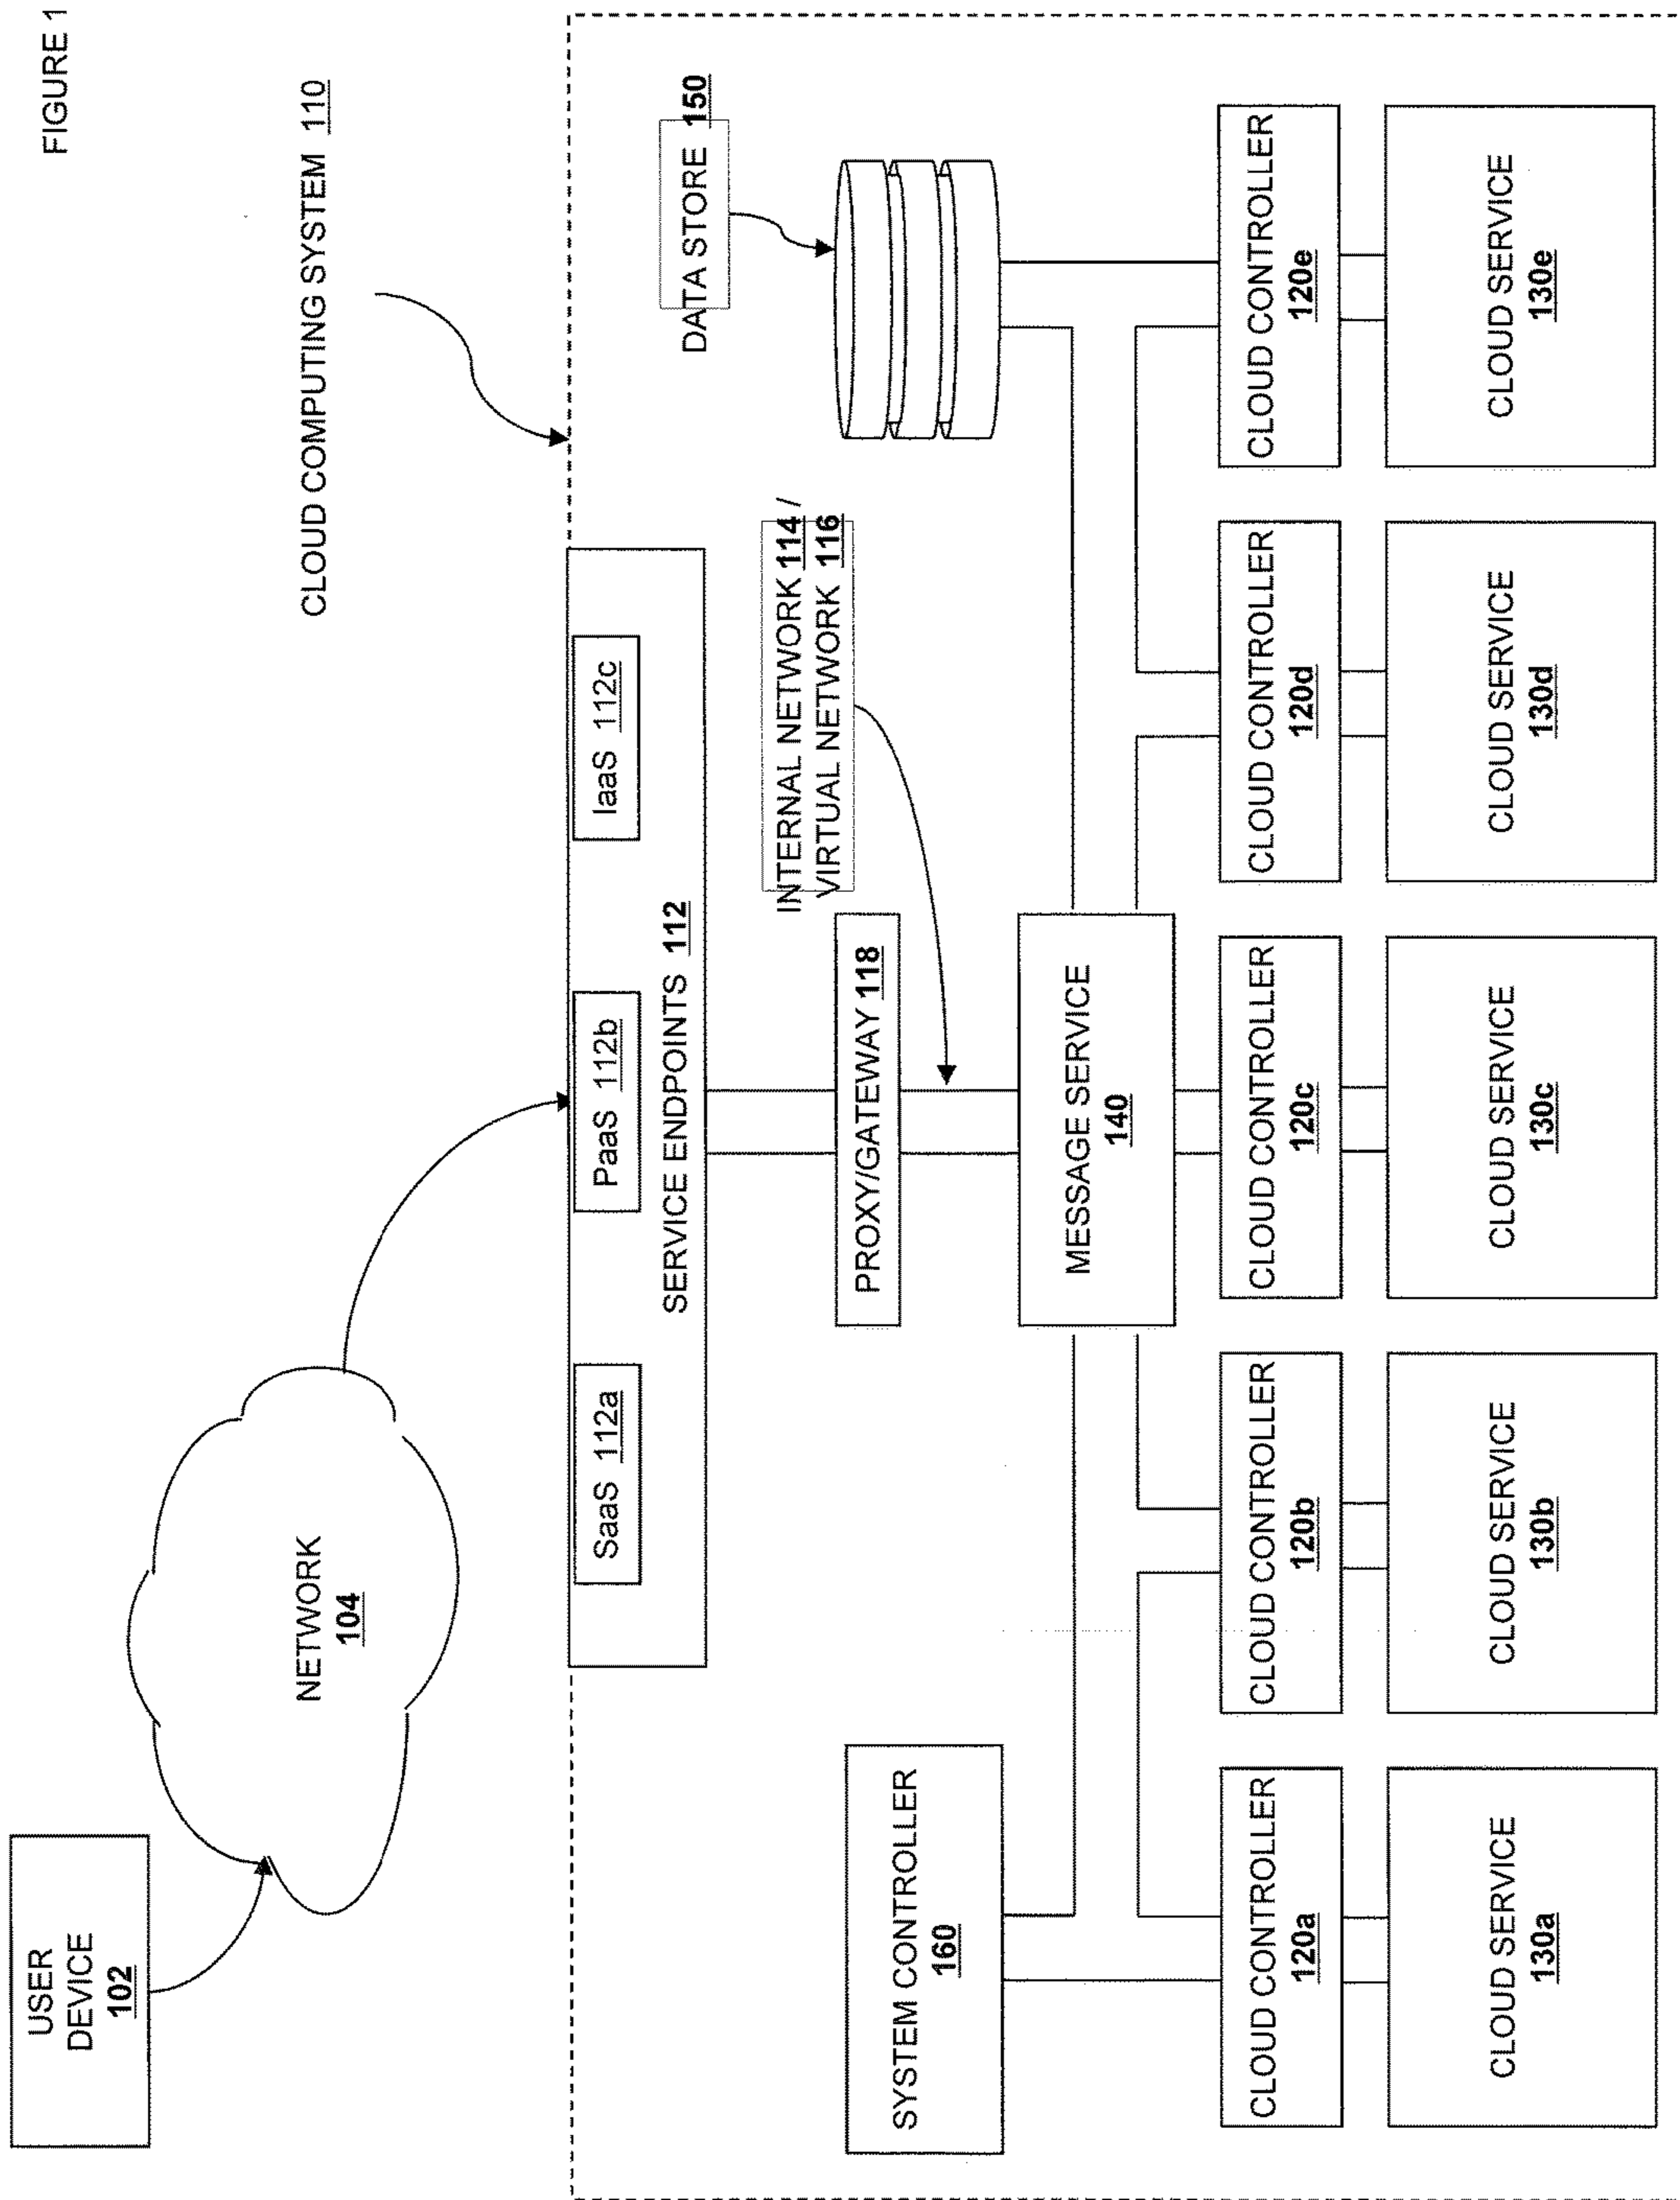 FIGURE 1
USER
DEVICE
102
NETWORK
104
CLOUD COMPUTING SYSTEM 110
SaaS 112a
PaaS 112b
IaaS 112c
SERVICE ENDPOINTS 112
DATA STORE 150
INTERNAL NETWORK 114 /
VIRTUAL NETWORK 116
PROXY/GATEWAY 118
SYSTEM CONTROLLER
160
MESSAGE SERVICE
140
CLOUD CONTROLLER
120a
CLOUD CONTROLLER
120b
CLOUD CONTROLLER
120c
CLOUD CONTROLLER
120d
CLOUD CONTROLLER
120e
CLOUD SERVICE
130a
CLOUD SERVICE
130b
CLOUD SERVICE
130c
CLOUD SERVICE
130d
CLOUD SERVICE
130e